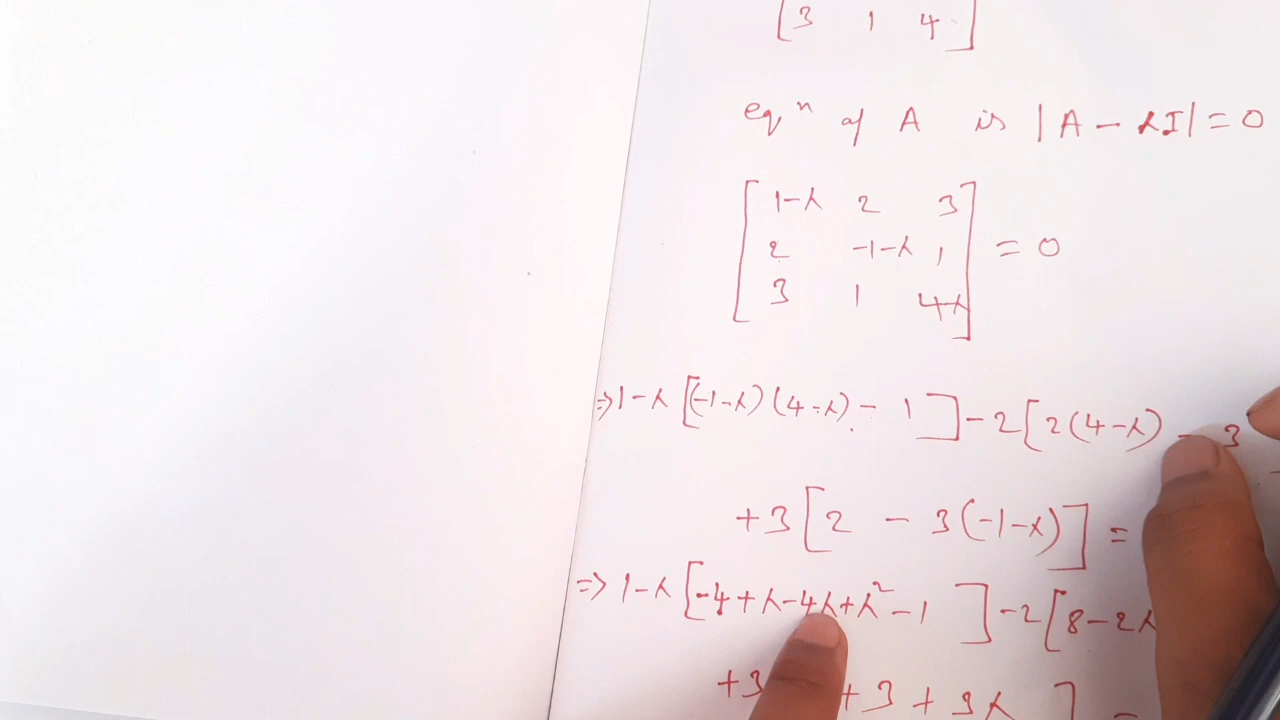 [3 1 4]
eqⁿ of A is |A - λI| = 0
[1-λ 2 3
2 -1-λ 1 = 0
3 1 4-λ]
⇒ 1-λ [(-1-λ)(4-λ) - 1] - 2[2(4-λ) - 3
+3[2 - 3(-1-λ)] =
⇒ 1-λ [-4+λ-4λ+λ²-1] -2[8-2λ
+3 +3 + 3λ ] =